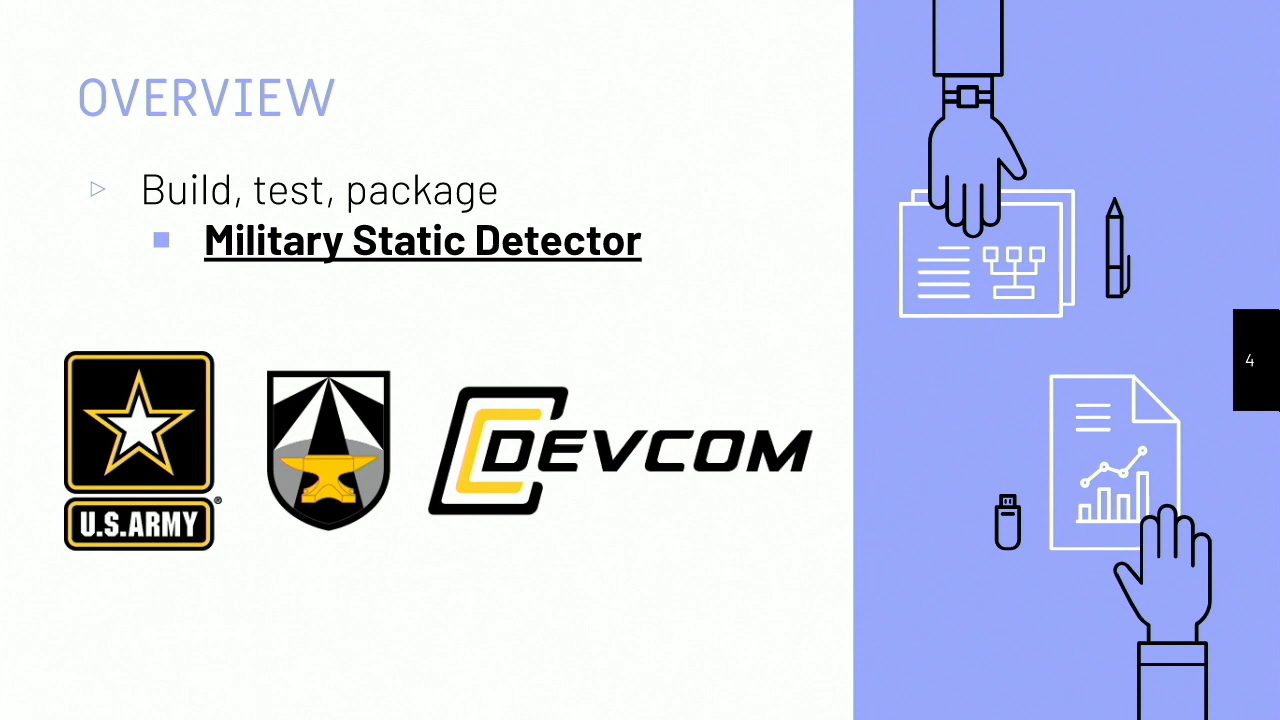 OVERVIEW
▷ Build, test, package
■ Military Static Detector
U.S.ARMY®
DEVCOM
4